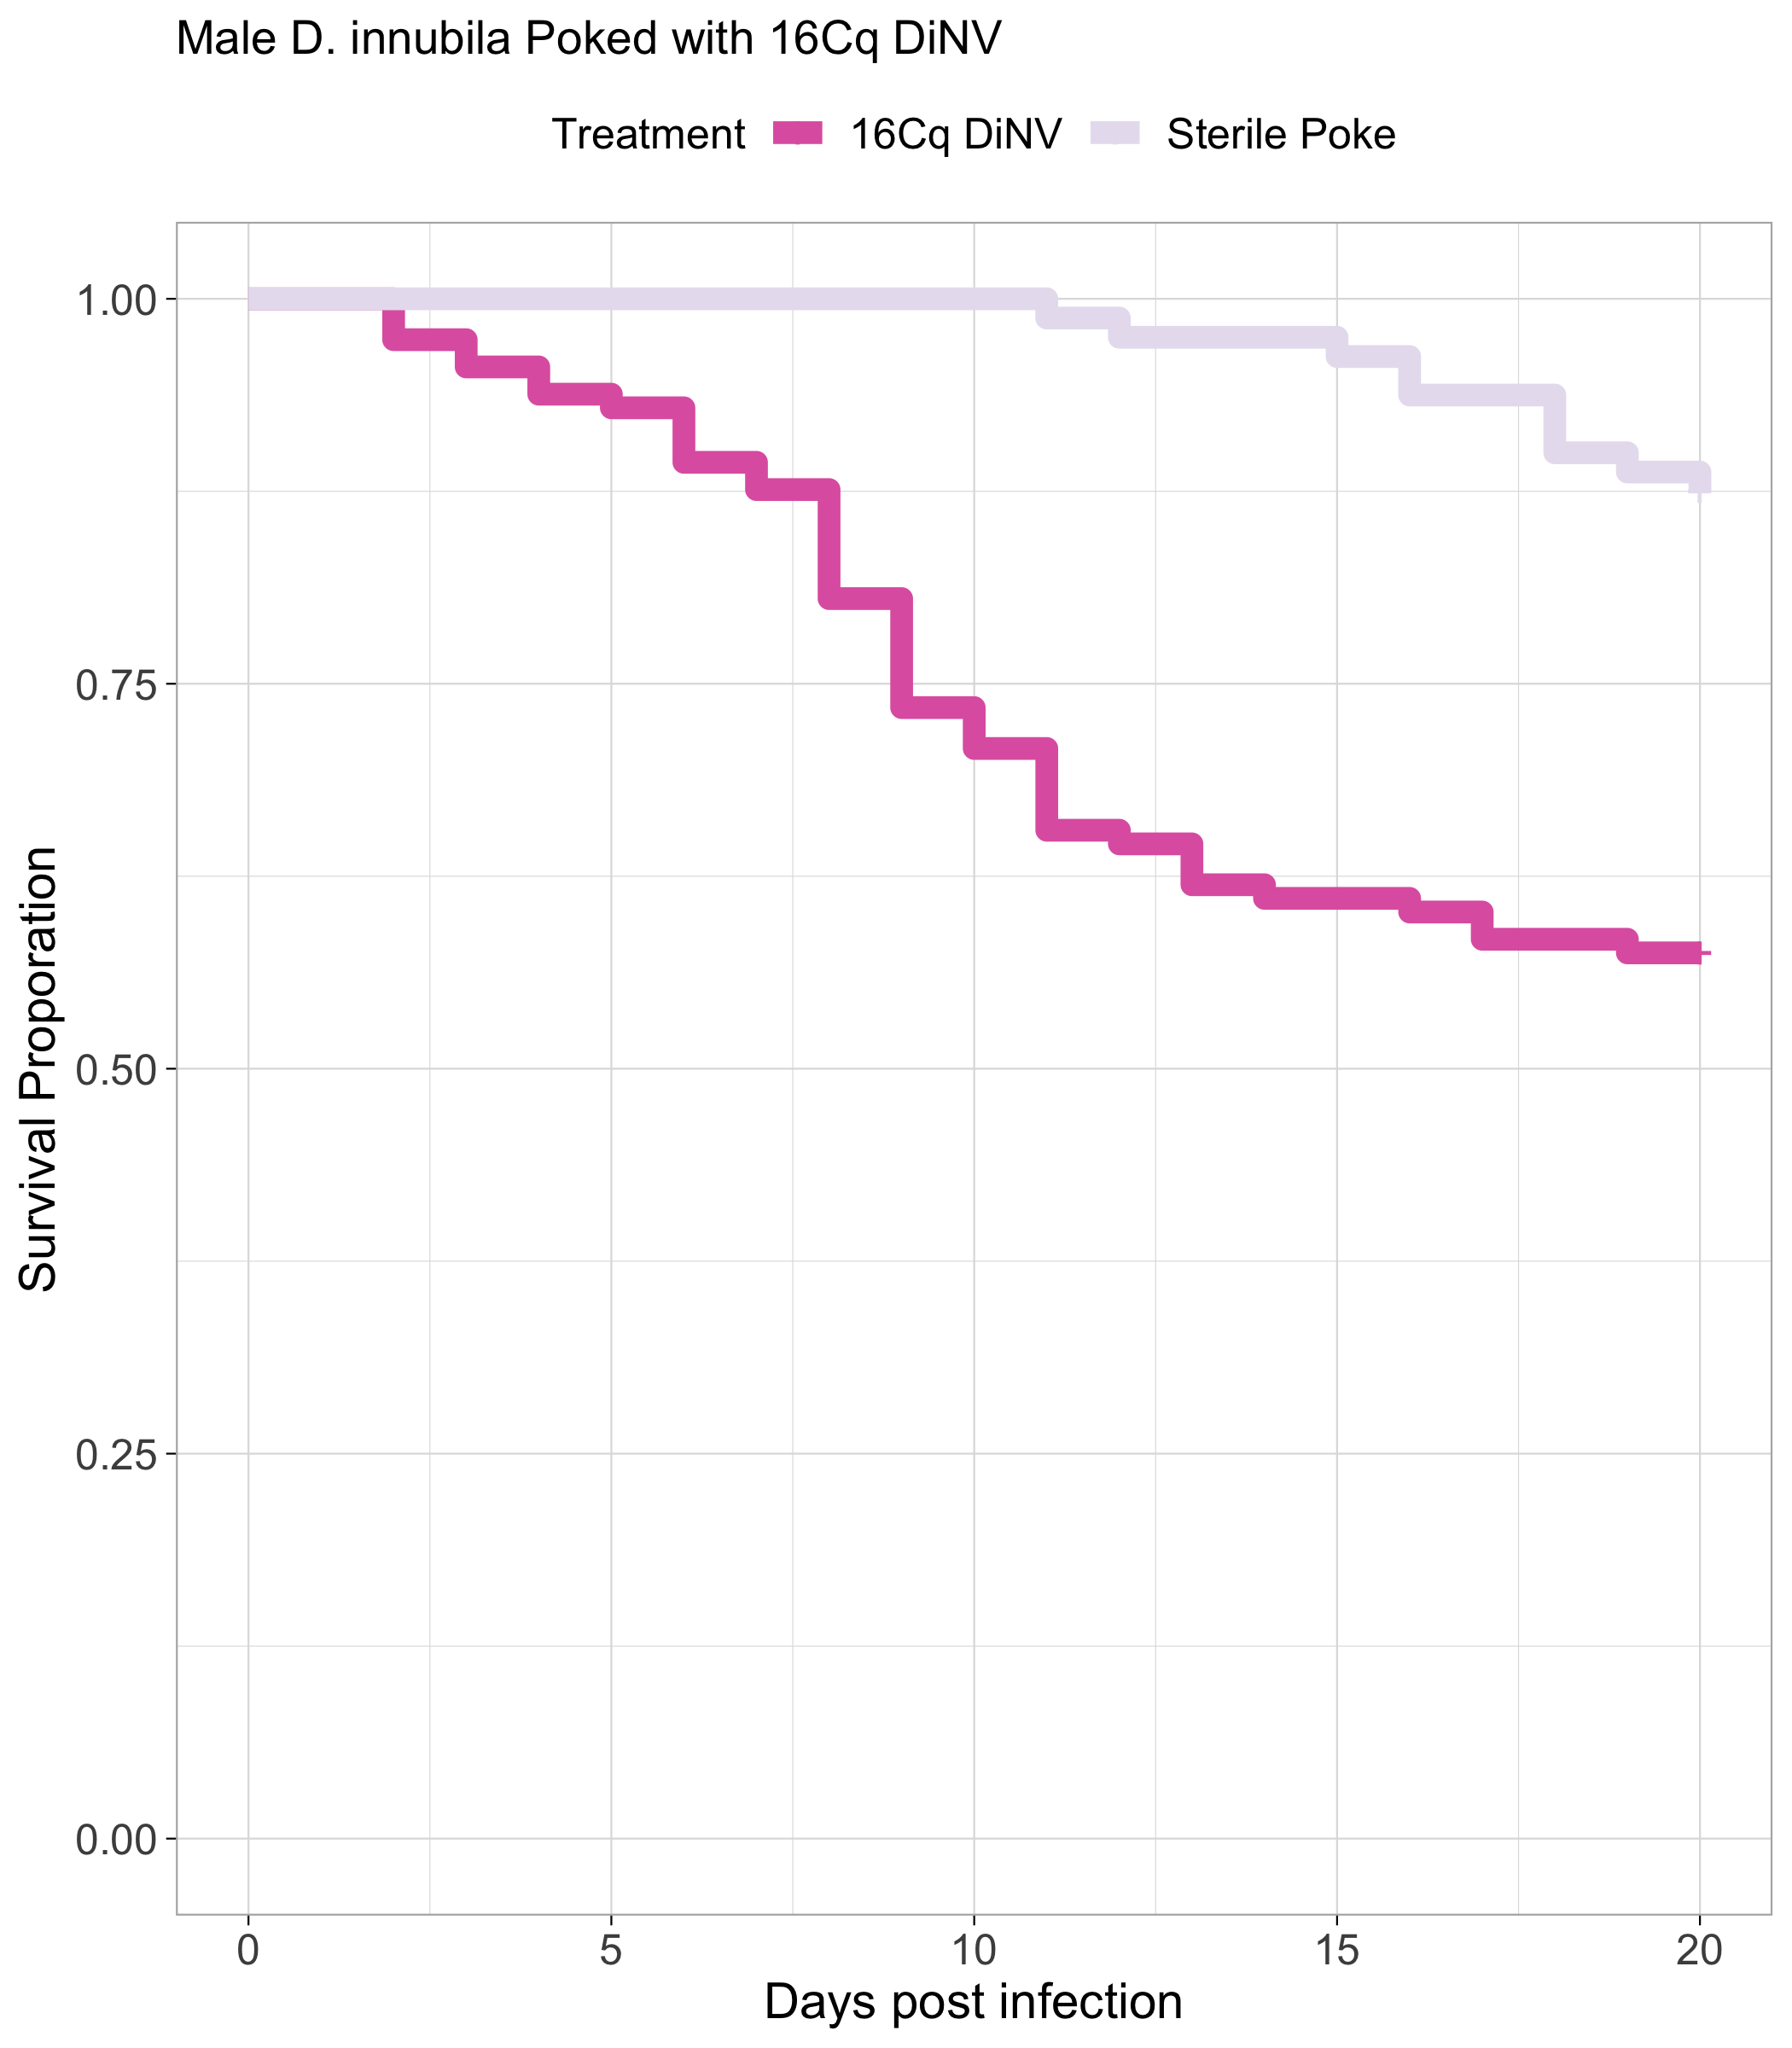 Male D. innubila Poked with 16Cq DiNV
Treatment 16Cq DiNV Sterile Poke
Survival Proporation
1.00
0.75
0.50
0.25
0.00
0 5 10 15 20
Days post infection